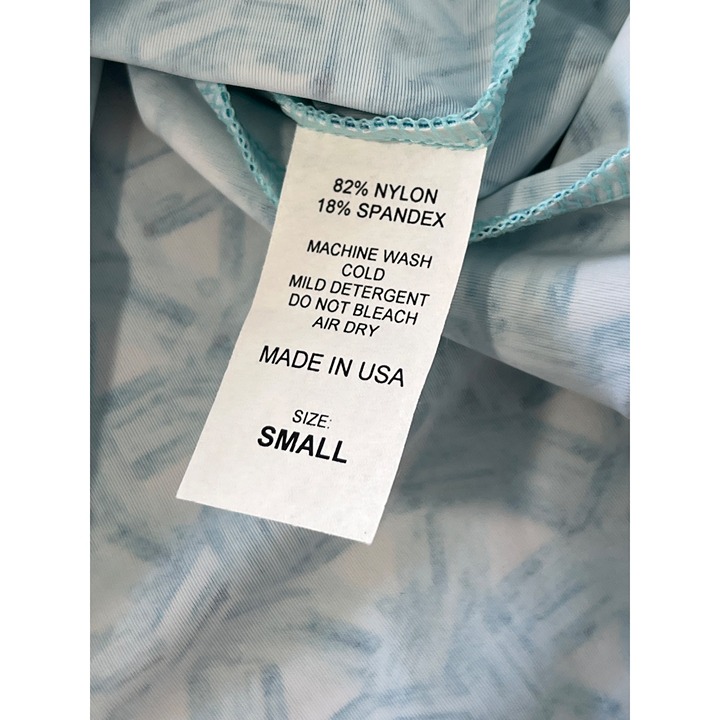 82% NYLON
18% SPANDEX
MACHINE WASH
COLD
MILD DETERGENT
DO NOT BLEACH
AIR DRY
MADE IN USA
SIZE:
SMALL